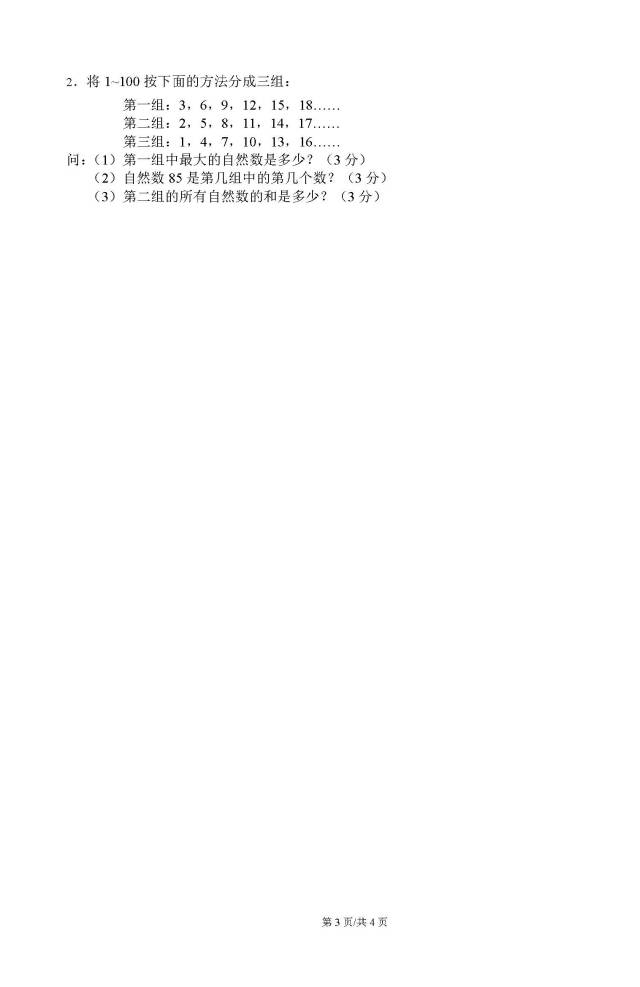 2．将 1~100 按下面的方法分成三组：
第一组：3，6，9，12，15，18……
第二组：2，5，8，11，14，17……
第三组：1，4，7，10，13，16……
问：（1）第一组中最大的自然数是多少？（3 分）
（2）自然数 85 是第几组中的第几个数？（3 分）
（3）第二组的所有自然数的和是多少？（3 分）
第 3 页/共 4 页